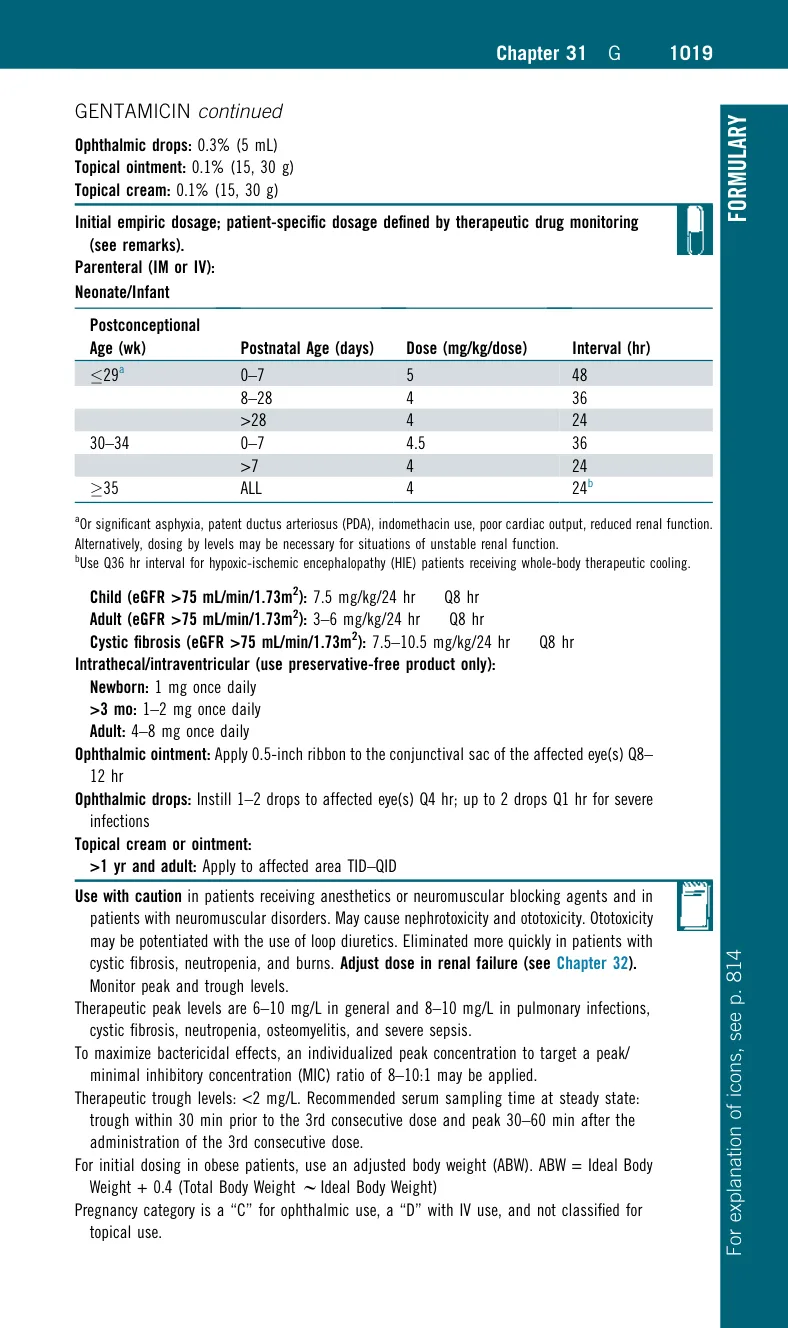 Chapter 31 G 1019
GENTAMICIN continued
Ophthalmic drops: 0.3% (5 mL)
Topical ointment: 0.1% (15, 30 g)
Topical cream: 0.1% (15, 30 g)
Initial empiric dosage; patient-specific dosage defined by therapeutic drug monitoring
(see remarks).
Parenteral (IM or IV):
Neonate/Infant
Postconceptional
Age (wk) Postnatal Age (days) Dose (mg/kg/dose) Interval (hr)
≤29a 0–7 5 48
8–28 4 36
>28 4 24
30–34 0–7 4.5 36
>7 4 24
≥35 ALL 4 24b
aOr significant asphyxia, patent ductus arteriosus (PDA), indomethacin use, poor cardiac output, reduced renal function.
Alternatively, dosing by levels may be necessary for situations of unstable renal function.
bUse Q36 hr interval for hypoxic-ischemic encephalopathy (HIE) patients receiving whole-body therapeutic cooling.
Child (eGFR >75 mL/min/1.73m2): 7.5 mg/kg/24 hr Q8 hr
Adult (eGFR >75 mL/min/1.73m2): 3–6 mg/kg/24 hr Q8 hr
Cystic fibrosis (eGFR >75 mL/min/1.73m2): 7.5–10.5 mg/kg/24 hr Q8 hr
Intrathecal/intraventricular (use preservative-free product only):
Newborn: 1 mg once daily
>3 mo: 1–2 mg once daily
Adult: 4–8 mg once daily
Ophthalmic ointment: Apply 0.5-inch ribbon to the conjunctival sac of the affected eye(s) Q8–
12 hr
Ophthalmic drops: Instill 1–2 drops to affected eye(s) Q4 hr; up to 2 drops Q1 hr for severe
infections
Topical cream or ointment:
>1 yr and adult: Apply to affected area TID–QID
Use with caution in patients receiving anesthetics or neuromuscular blocking agents and in
patients with neuromuscular disorders. May cause nephrotoxicity and ototoxicity. Ototoxicity
may be potentiated with the use of loop diuretics. Eliminated more quickly in patients with
cystic fibrosis, neutropenia, and burns. Adjust dose in renal failure (see Chapter 32).
Monitor peak and trough levels.
Therapeutic peak levels are 6–10 mg/L in general and 8–10 mg/L in pulmonary infections,
cystic fibrosis, neutropenia, osteomyelitis, and severe sepsis.
To maximize bactericidal effects, an individualized peak concentration to target a peak/
minimal inhibitory concentration (MIC) ratio of 8–10:1 may be applied.
Therapeutic trough levels: <2 mg/L. Recommended serum sampling time at steady state:
trough within 30 min prior to the 3rd consecutive dose and peak 30–60 min after the
administration of the 3rd consecutive dose.
For initial dosing in obese patients, use an adjusted body weight (ABW). ABW = Ideal Body
Weight + 0.4 (Total Body Weight ~ Ideal Body Weight)
Pregnancy category is a “C” for ophthalmic use, a “D” with IV use, and not classified for
topical use.
FORMULARY
For explanation of icons, see p. 814